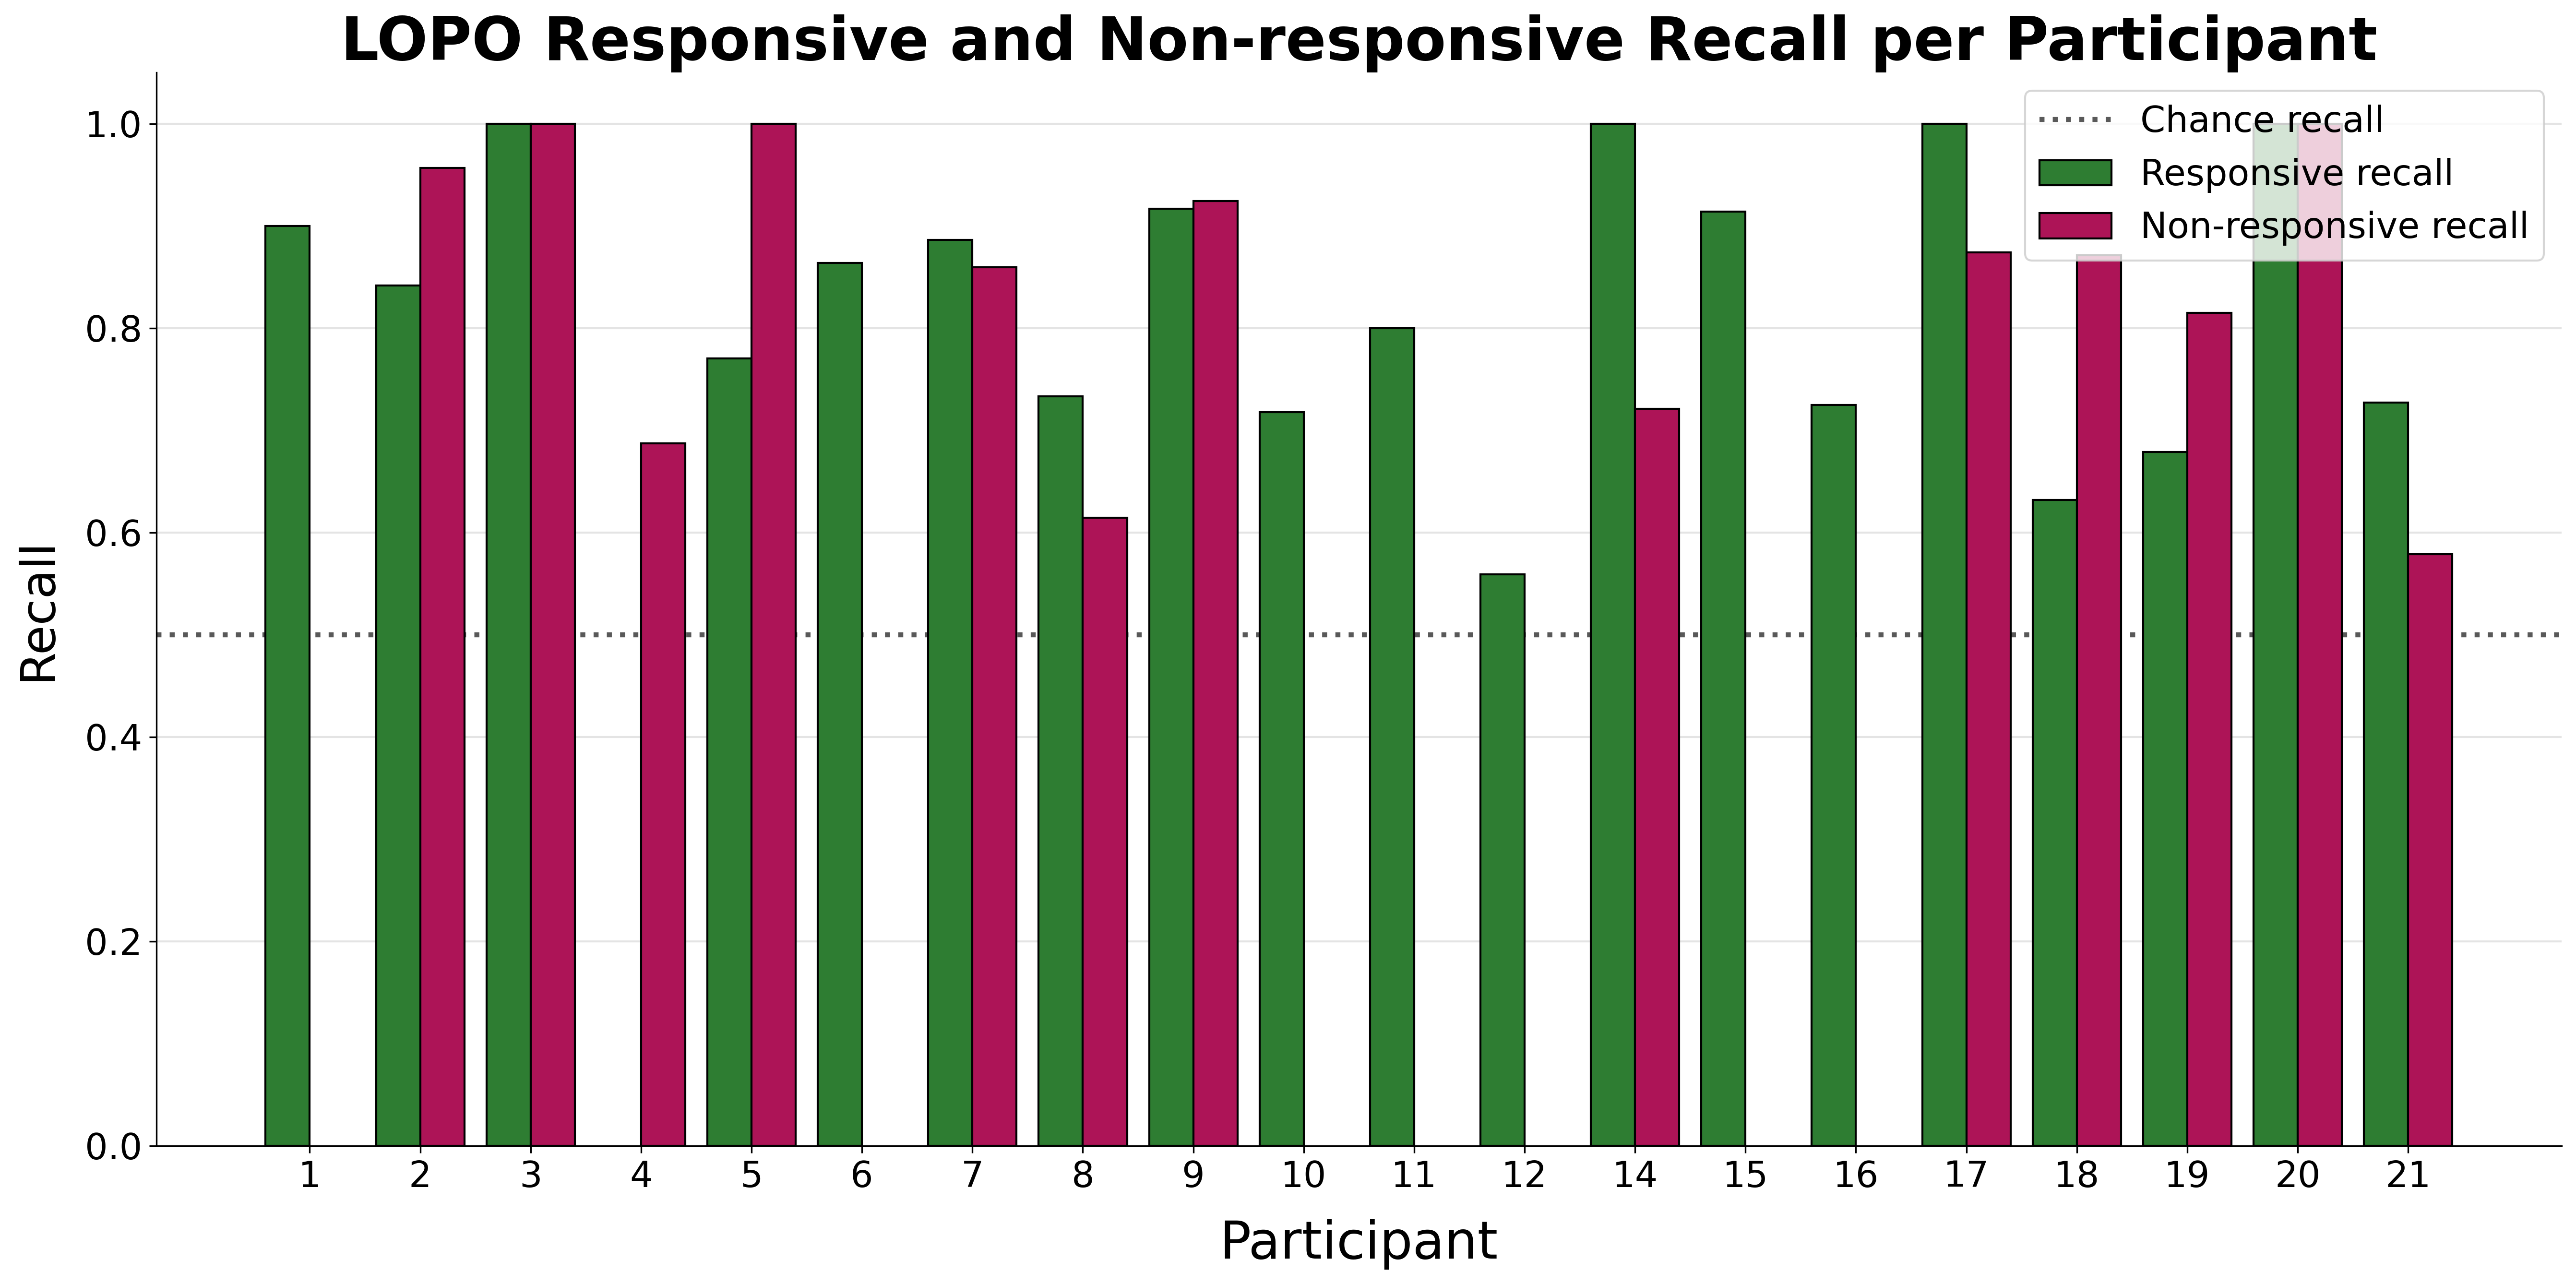 LOPO Responsive and Non-responsive Recall per Participant
Chance recall
Responsive recall
Non-responsive recall
1.0
0.8
0.6
0.4
0.2
0.0
Recall
1 2 3 4 5 6 7 8 9 10 11 12 14 15 16 17 18 19 20 21
Participant